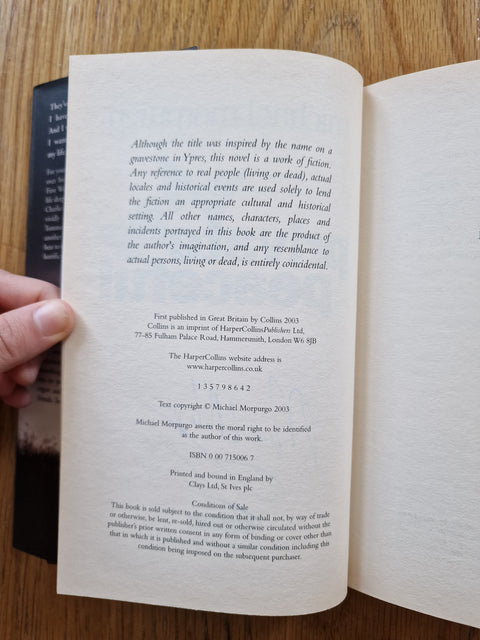 Although the title was inspired by the name on a
gravestone in Ypres, this novel is a work of fiction.
Any reference to real people (living or dead), actual
locales and historical events are used solely to lend
the fiction an appropriate cultural and historical
setting. All other names, characters, places and
incidents portrayed in this book are the product of
the author's imagination, and any resemblance to
actual persons, living or dead, is entirely coincidental.
First published in Great Britain by Collins 2003
Collins is an imprint of HarperCollinsPublishers Ltd,
77-85 Fulham Palace Road, Hammersmith, London W6 8JB
The HarperCollins website address is
www.harpercollins.co.uk
1 3 5 7 9 8 6 4 2
Text copyright © Michael Morpurgo 2003
Michael Morpurgo asserts the moral right to be identified
as the author of this work.
ISBN 0 00 715006 7
Printed and bound in England by
Clays Ltd, St Ives plc
Conditions of Sale
This book is sold subject to the condition that it shall not, by way of trade
or otherwise, be lent, re-sold, hired out or otherwise circulated without the
publisher's prior written consent in any form of binding or cover other than
that in which it is published and without a similar condition including this
condition being imposed on the subsequent purchaser.
They'
I have
And I
I want
my life